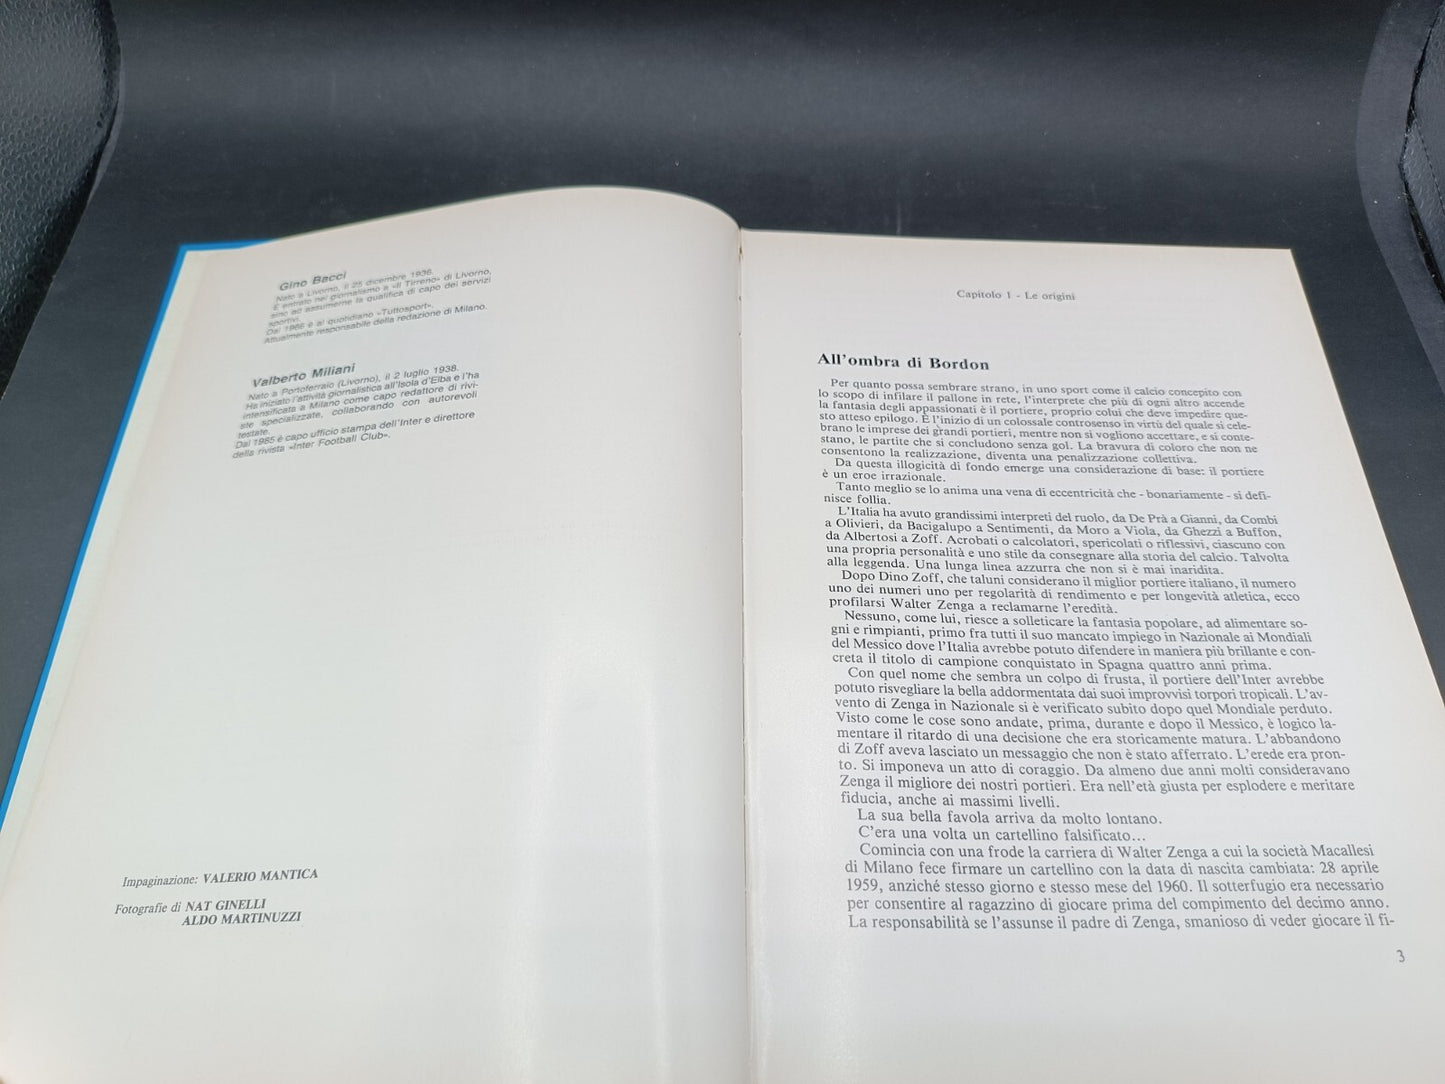 Gino Bacci
Nato a Livorno, il 25 dicembre 1936.
È entrato nel giornalismo a «Il Tirreno» di Livorno,
sino ad assumerne la qualifica di capo dei servizi
sportivi.
Dal 1966 è al quotidiano «Tuttosport».
Attualmente responsabile della redazione di Milano.
Valberto Miliani
Nato a Portoferraio (Livorno), il 2 luglio 1938.
Ha iniziato l'attività giornalistica all'Isola d'Elba e l'ha
intensificata a Milano come capo redattore di rivi-
ste specializzate, collaborando con autorevoli
testate.
Dal 1985 è capo ufficio stampa dell'Inter e direttore
della rivista «Inter Football Club».
Impaginazione: VALERIO MANTICA
Fotografie di NAT GINELLI
ALDO MARTINUZZI
Capitolo 1 - Le origini
All'ombra di Bordon
Per quanto possa sembrare strano, in uno sport come il calcio concepito con
lo scopo di infilare il pallone in rete, l'interprete che più di ogni altro accende
la fantasia degli appassionati è il portiere, proprio colui che deve impedire que-
sto atteso epilogo. È l'inizio di un colossale controsenso in virtù del quale si cele-
brano le imprese dei grandi portieri, mentre non si vogliono accettare, e si conte-
stano, le partite che si concludono senza gol. La bravura di coloro che non ne
consentono la realizzazione, diventa una penalizzazione collettiva.
Da questa illogicità di fondo emerge una considerazione di base: il portiere
è un eroe irrazionale.
Tanto meglio se lo anima una vena di eccentricità che - bonariamente - si defi-
nisce follia.
L'Italia ha avuto grandissimi interpreti del ruolo, da De Prà a Gianni, da Combi
a Olivieri, da Bacigalupo a Sentimenti, da Moro a Viola, da Ghezzi a Buffon,
da Albertosi a Zoff. Acrobati o calcolatori, spericolati o riflessivi, ciascuno con
una propria personalità e uno stile da consegnare alla storia del calcio. Talvolta
alla leggenda. Una lunga linea azzurra che non si è mai inaridita.
Dopo Dino Zoff, che taluni considerano il miglior portiere italiano, il numero
uno dei numeri uno per regolarità di rendimento e per longevità atletica, ecco
profilarsi Walter Zenga a reclamarne l'eredità.
Nessuno, come lui, riesce a solleticare la fantasia popolare, ad alimentare so-
gni e rimpianti, primo fra tutti il suo mancato impiego in Nazionale ai Mondiali
del Messico dove l'Italia avrebbe potuto difendere in maniera più brillante e con-
creta il titolo di campione conquistato in Spagna quattro anni prima.
Con quel nome che sembra un colpo di frusta, il portiere dell'Inter avrebbe
potuto risvegliare la bella addormentata dai suoi improvvisi torpori tropicali. L'av-
vento di Zenga in Nazionale si è verificato subito dopo quel Mondiale perduto.
Visto come le cose sono andate, prima, durante e dopo il Messico, è logico la-
mentare il ritardo di una decisione che era storicamente matura. L'abbandono
di Zoff aveva lasciato un messaggio che non è stato afferrato. L'erede era pron-
to. Si imponeva un atto di coraggio. Da almeno due anni molti consideravano
Zenga il migliore dei nostri portieri. Era nell'età giusta per esplodere e meritare
fiducia, anche ai massimi livelli.
La sua bella favola arriva da molto lontano.
C'era una volta un cartellino falsificato...
Comincia con una frode la carriera di Walter Zenga a cui la società Macallesi
di Milano fece firmare un cartellino con la data di nascita cambiata: 28 aprile
1959, anziché stesso giorno e stesso mese del 1960. Il sotterfugio era necessario
per consentire al ragazzino di giocare prima del compimento del decimo anno.
La responsabilità se l'assunse il padre di Zenga, smanioso di veder giocare il fi-
3